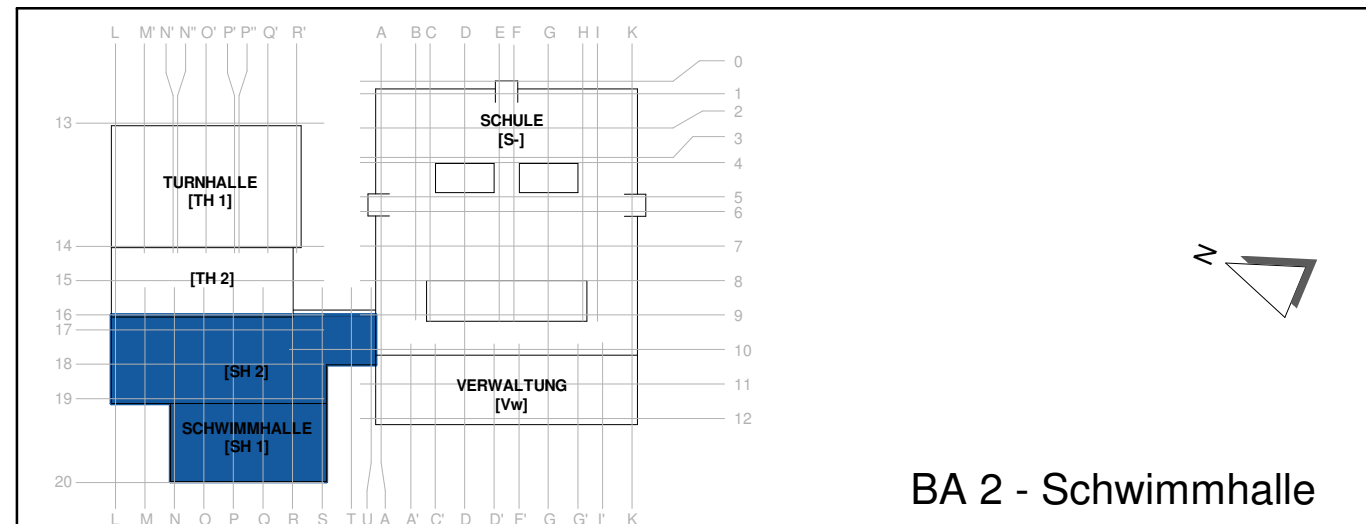 L M' N' N" O' P' P" Q' R' A B C D E F G H I K
0
1
2
3
4
5
6
7
8
9
10
11
12
13
14
15
16
17
18
19
20
SCHULE
[S-]
TURNHALLE
[TH 1]
[TH 2]
[SH 2]
SCHWIMMHALLE
[SH 1]
VERWALTUNG
[Vw]
N
BA 2 - Schwimmhalle
L M N O P Q R S T U A A' C' D D' F' G G' I' K